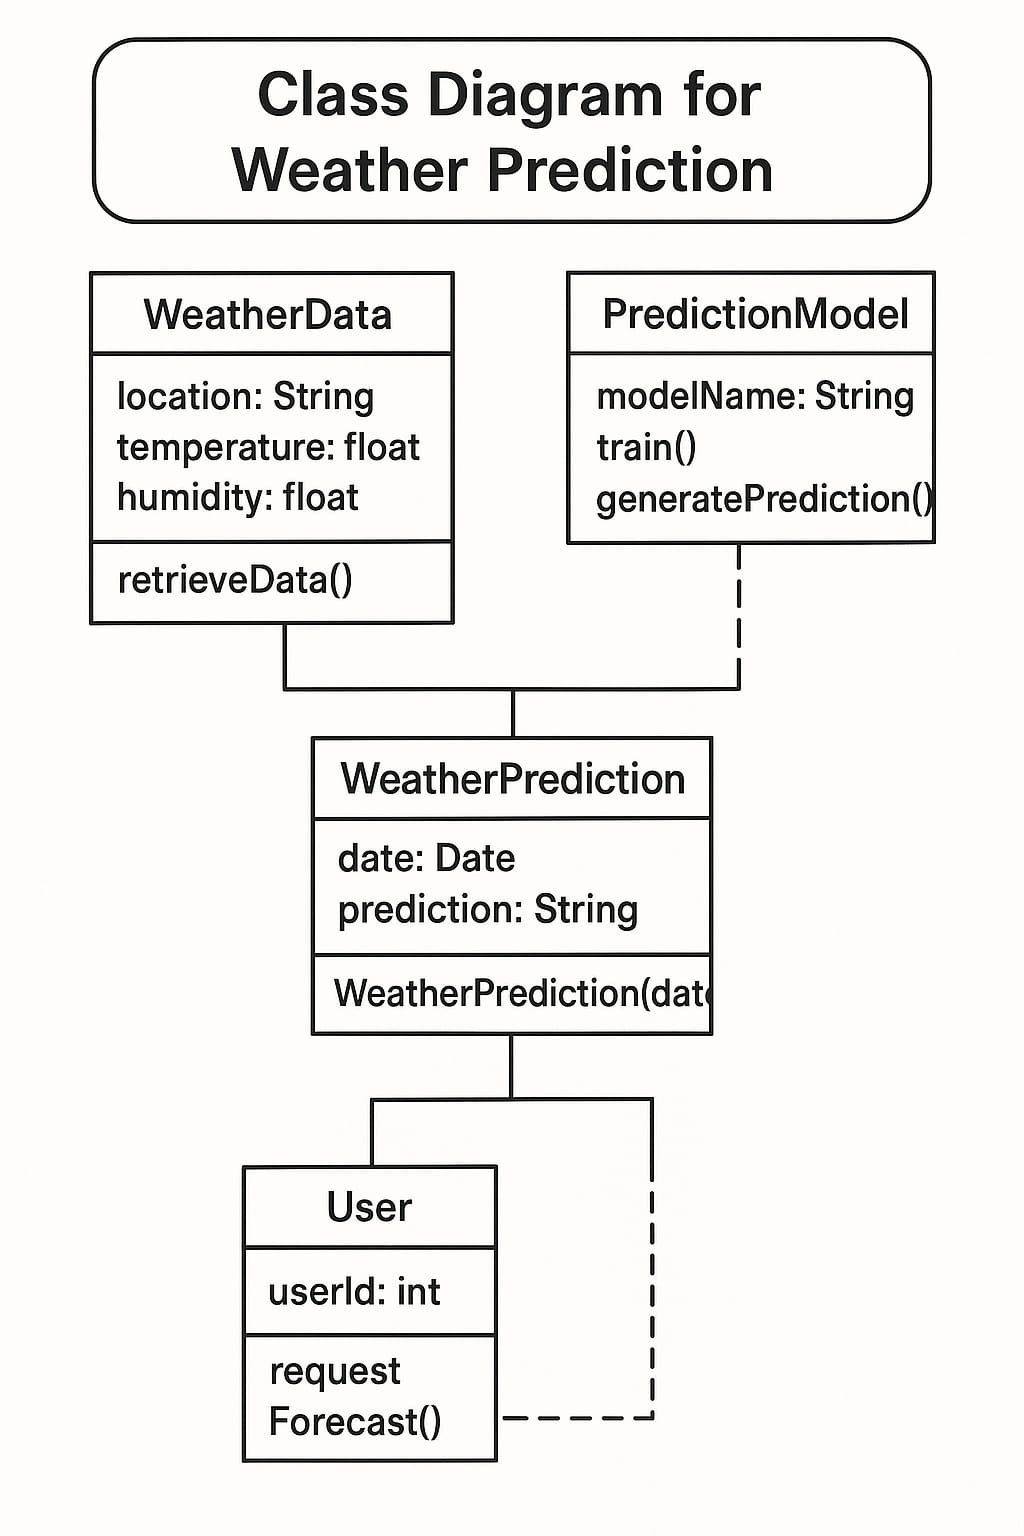 Class Diagram for
Weather Prediction
WeatherData
location: String
temperature: float
humidity: float
retrieveData()
PredictionModel
modelName: String
train()
generatePrediction()
WeatherPrediction
date: Date
prediction: String
WeatherPrediction(date
User
userId: int
request
Forecast()